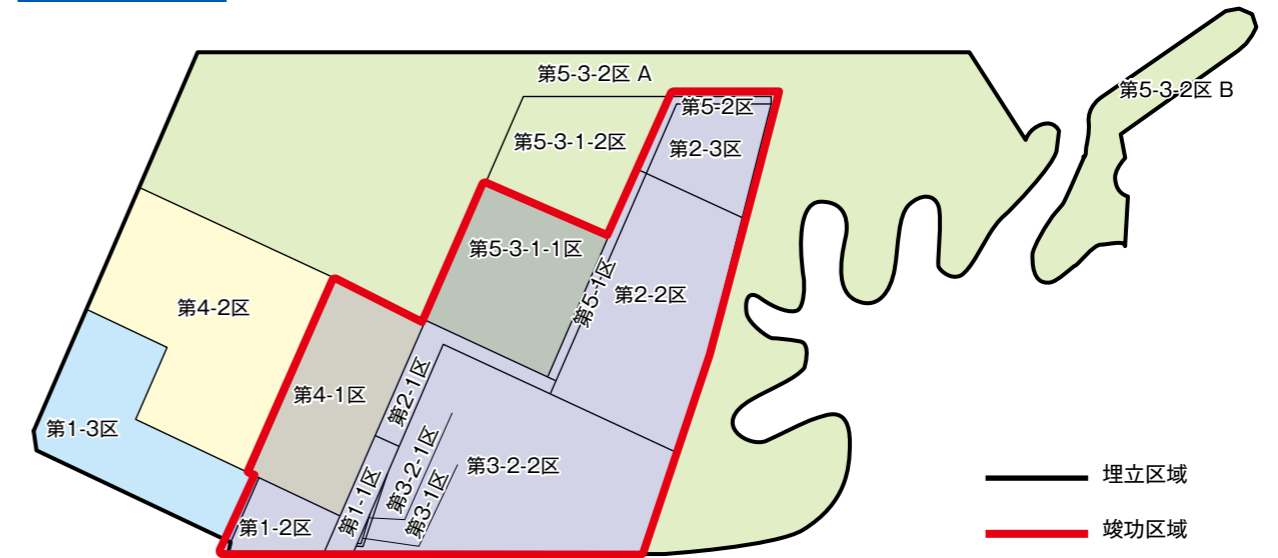 第5-3-2区 A
第5-3-2区 B
第5-2区
第5-3-1-2区
第2-3区
第5-3-1-1区
第5-1区
第2-2区
第4-2区
第4-1区
第2-1区
第1-3区
第3-2-1区
第3-2-2区
第3-1区
第1-1区
第1-2区
埋立区域
竣功区域